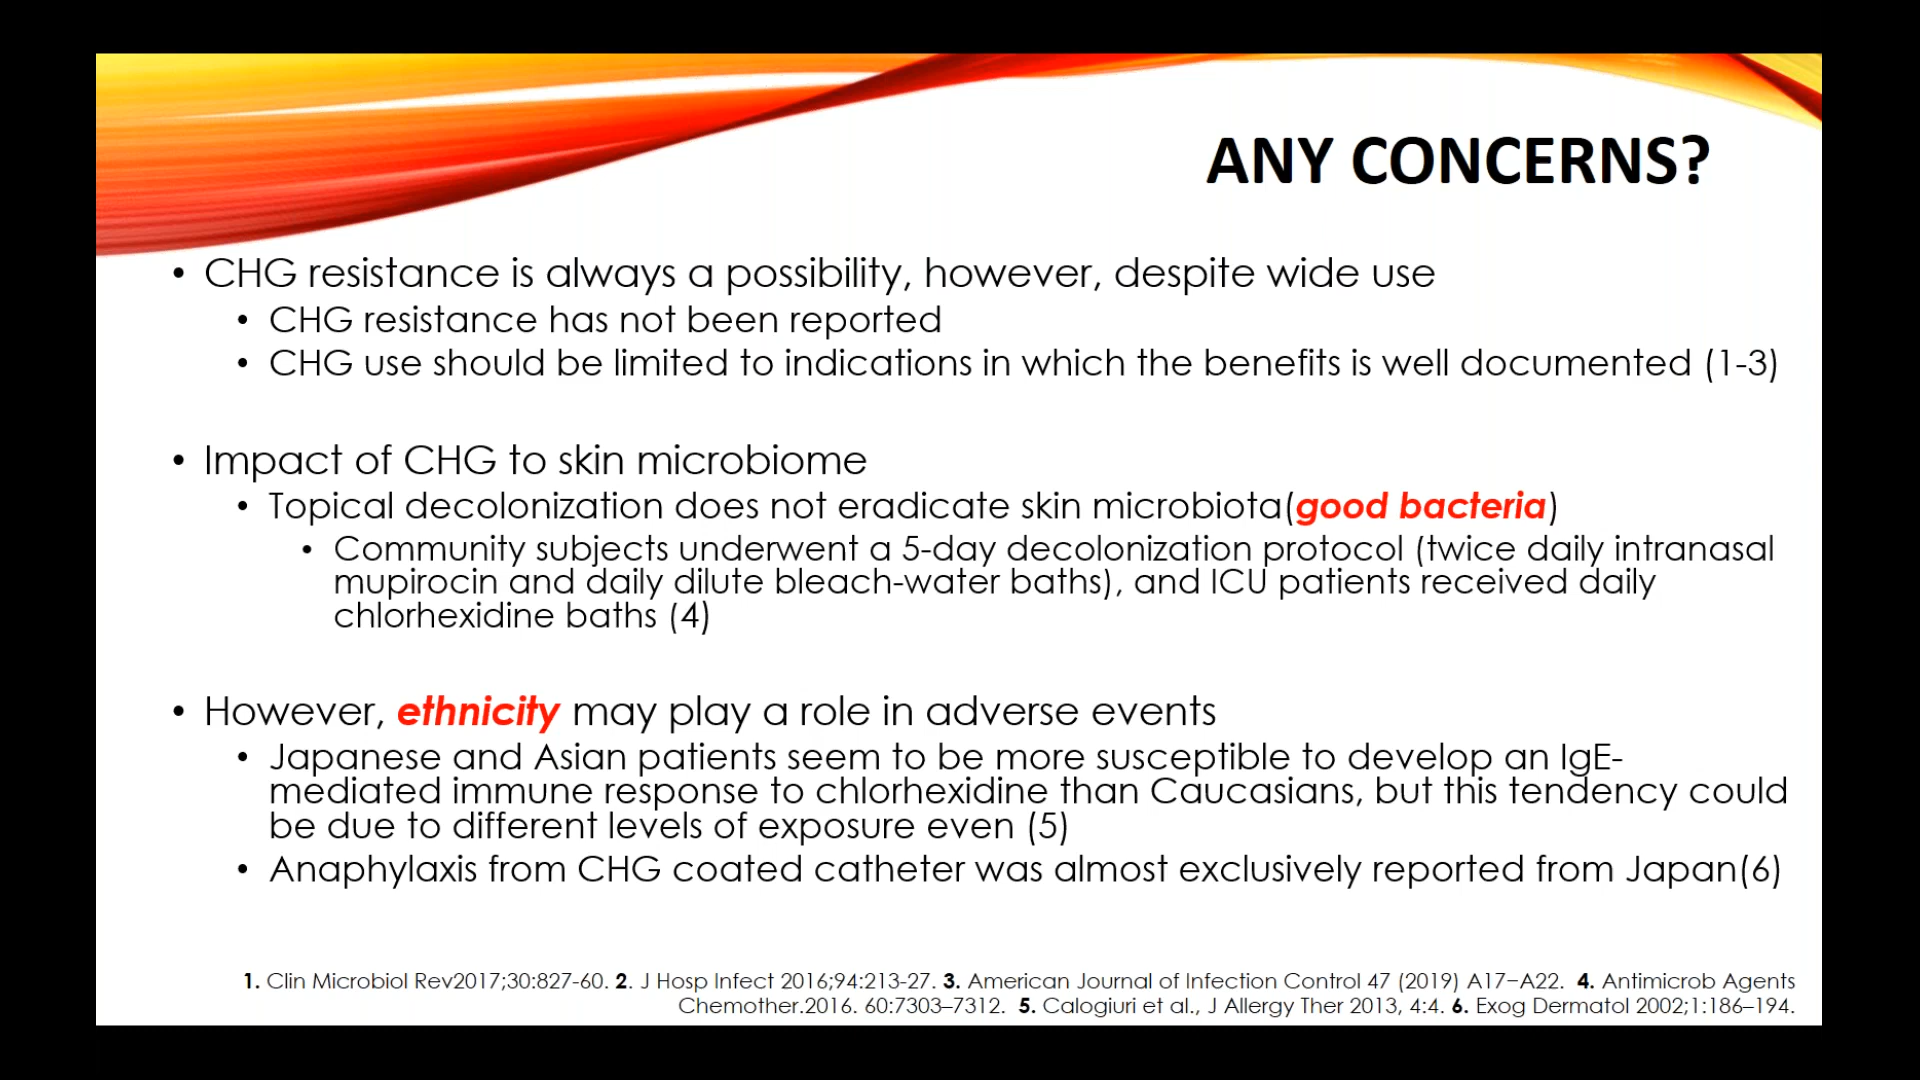 ANY CONCERNS?
• CHG resistance is always a possibility, however, despite wide use
• CHG resistance has not been reported
• CHG use should be limited to indications in which the benefits is well documented (1-3)
• Impact of CHG to skin microbiome
• Topical decolonization does not eradicate skin microbiota(good bacteria)
• Community subjects underwent a 5-day decolonization protocol (twice daily intranasal
mupirocin and daily dilute bleach-water baths), and ICU patients received daily
chlorhexidine baths (4)
• However, ethnicity may play a role in adverse events
• Japanese and Asian patients seem to be more susceptible to develop an IgE-
mediated immune response to chlorhexidine than Caucasians, but this tendency could
be due to different levels of exposure even (5)
• Anaphylaxis from CHG coated catheter was almost exclusively reported from Japan(6)
1. Clin Microbiol Rev2017;30:827-60. 2. J Hosp Infect 2016;94:213-27. 3. American Journal of Infection Control 47 (2019) A17−A22. 4. Antimicrob Agents
Chemother.2016. 60:7303–7312. 5. Calogiuri et al., J Allergy Ther 2013, 4:4. 6. Exog Dermatol 2002;1:186–194.